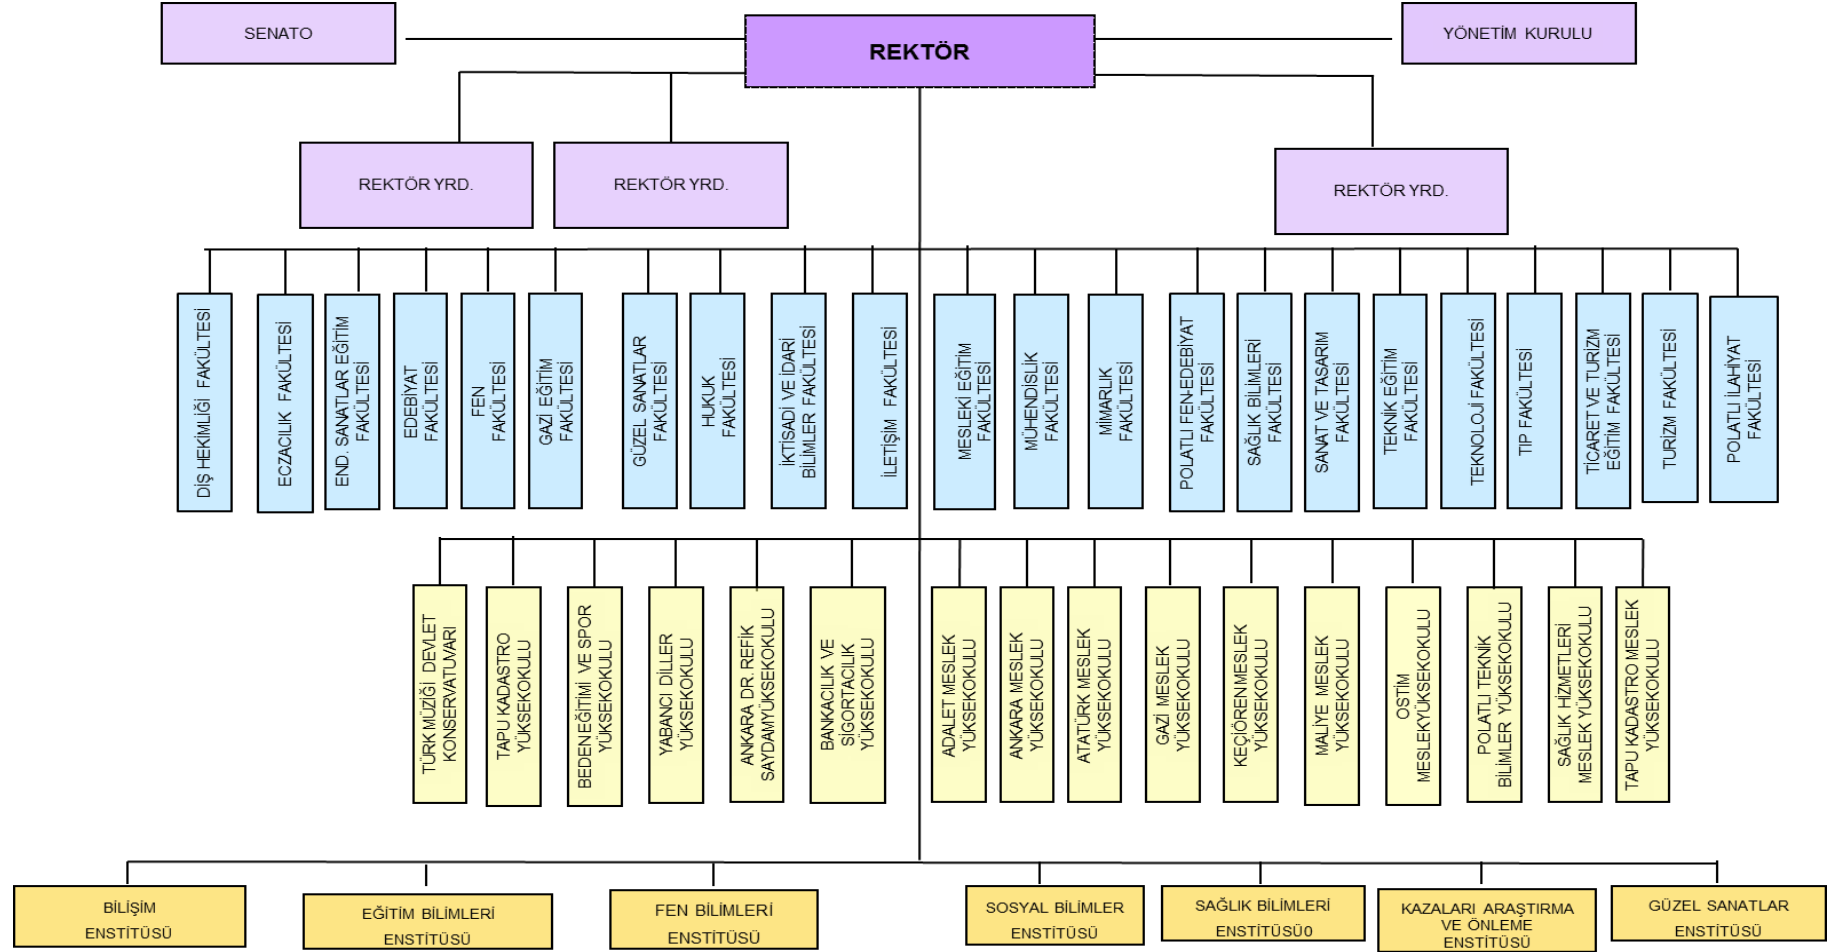 SENATO
REKTÖR
YÖNETİM KURULU
REKTÖR YRD.
REKTÖR YRD.
REKTÖR YRD.
DİŞ HEKİMLİĞİ FAKÜLTESİ
ECZACILIK FAKÜLTESİ
END. SANATLAR EĞİTİM
FAKÜLTESİ
EDEBİYAT
FAKÜLTESİ
FEN
FAKÜLTESİ
GAZİ EĞİTİM
FAKÜLTESİ
GÜZEL SANATLAR
FAKÜLTESİ
HUKUK
FAKÜLTESİ
İKTİSADİ VE İDARİ
BİLİMLER FAKÜLTESİ
İLETİŞİM FAKÜLTESİ
MESLEKİ EĞİTİM
FAKÜLTESİ
MÜHENDİSLİK
FAKÜLTESİ
MİMARLIK
FAKÜLTESİ
POLATLI FEN-EDEBİYAT
FAKÜLTESİ
SAĞLIK BİLİMLERİ
FAKÜLTESİ
SANAT VE TASARIM
FAKÜLTESİ
TEKNİK EĞİTİM
FAKÜLTESİ
TEKNOLOJİ FAKÜLTESİ
TIP FAKÜLTESİ
TİCARET VE TURİZM
EĞİTİM FAKÜLTESİ
TURİZM FAKÜLTESİ
POLATLI İLAHİYAT
FAKÜLTESİ
TÜRK MÜZİĞİ DEVLET
KONSERVATUVARI
TAPU KADASTRO
YÜKSEKOKULU
BEDEN EĞİTİMİ VE SPOR
YÜKSEKOKULU
YABANCI DİLLER
YÜKSEKOKULU
ANKARA DR. REFİK
SAYDAMYÜKSEKOKULU
BANKACILIK VE
SİGORTACILIK
YÜKSEKOKULU
ADALET MESLEK
YÜKSEKOKULU
ANKARA MESLEK
YÜKSEKOKULU
ATATÜRK MESLEK
YÜKSEKOKULU
GAZİ MESLEK
YÜKSEKOKULU
KEÇİÖREN MESLEK
YÜKSEKOKULU
MALİYE MESLEK
YÜKSEKOKULU
OSTİM
MESLEKYÜKSEKOKULU
POLATLI TEKNİK
BİLİMLER YÜKSEKOKULU
SAĞLIK HİZMETLERİ
MESLEK YÜKSEKOKULU
TAPU KADASTRO MESLEK
YÜKSEKOKULU
BİLİŞİM
ENSTİTÜSÜ
EĞİTİM BİLİMLERİ
ENSTİTÜSÜ
FEN BİLİMLERİ
ENSTİTÜSÜ
SOSYAL BİLİMLER
ENSTİTÜSÜ
SAĞLIK BİLİMLERİ
ENSTİTÜSÜ0
KAZALARI ARAŞTIRMA
VE ÖNLEME
ENSTİTÜSÜ
GÜZEL SANATLAR
ENSTİTÜSÜ